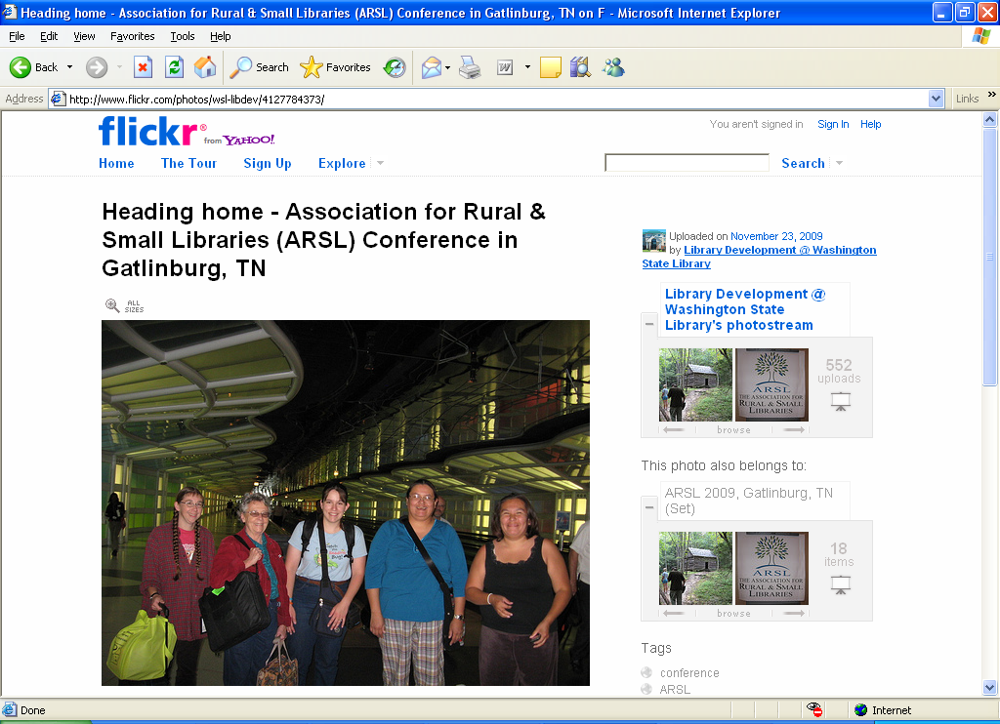 Heading home - Association for Rural & Small Libraries (ARSL) Conference in Gatlinburg, TN on F - Microsoft Internet Explorer
File Edit View Favorites Tools Help
Back Search Favorites W
Address http://www.flickr.com/photos/wsl-libdev/4127784373/ Links »
flickr® from YAHOO!
You aren't signed in Sign In Help
Home The Tour Sign Up Explore Search
Heading home - Association for Rural &
Small Libraries (ARSL) Conference in
Gatlinburg, TN
ALL
SIZES
Uploaded on November 23, 2009
by Library Development @ Washington
State Library
Library Development @
Washington State
Library's photostream
ARSL
THE ASSOCIATION FOR
RURAL & SMALL
LIBRARIES
552
uploads
browse
This photo also belongs to:
ARSL 2009, Gatlinburg, TN
(Set)
ARSL
THE ASSOCIATION FOR
RURAL & SMALL
LIBRARIES
18
items
browse
Tags
conference
ARSL
Done Internet